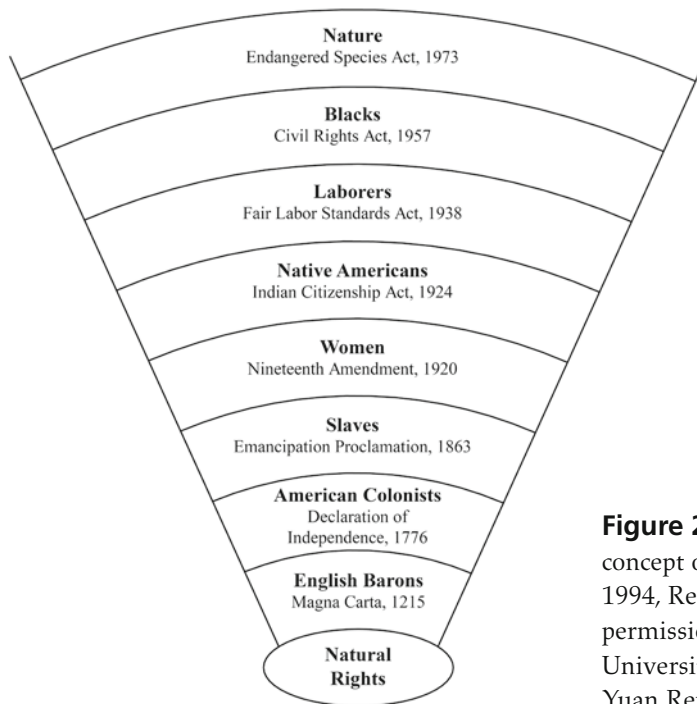 Nature
Endangered Species Act, 1973
Blacks
Civil Rights Act, 1957
Laborers
Fair Labor Standards Act, 1938
Native Americans
Indian Citizenship Act, 1924
Women
Nineteenth Amendment, 1920
Slaves
Emancipation Proclamation, 1863
American Colonists
Declaration of
Independence, 1776
English Barons
Magna Carta, 1215
Natural
Rights
Figure 2
concept
1994, Re
permissio
Universi
Yuan Re